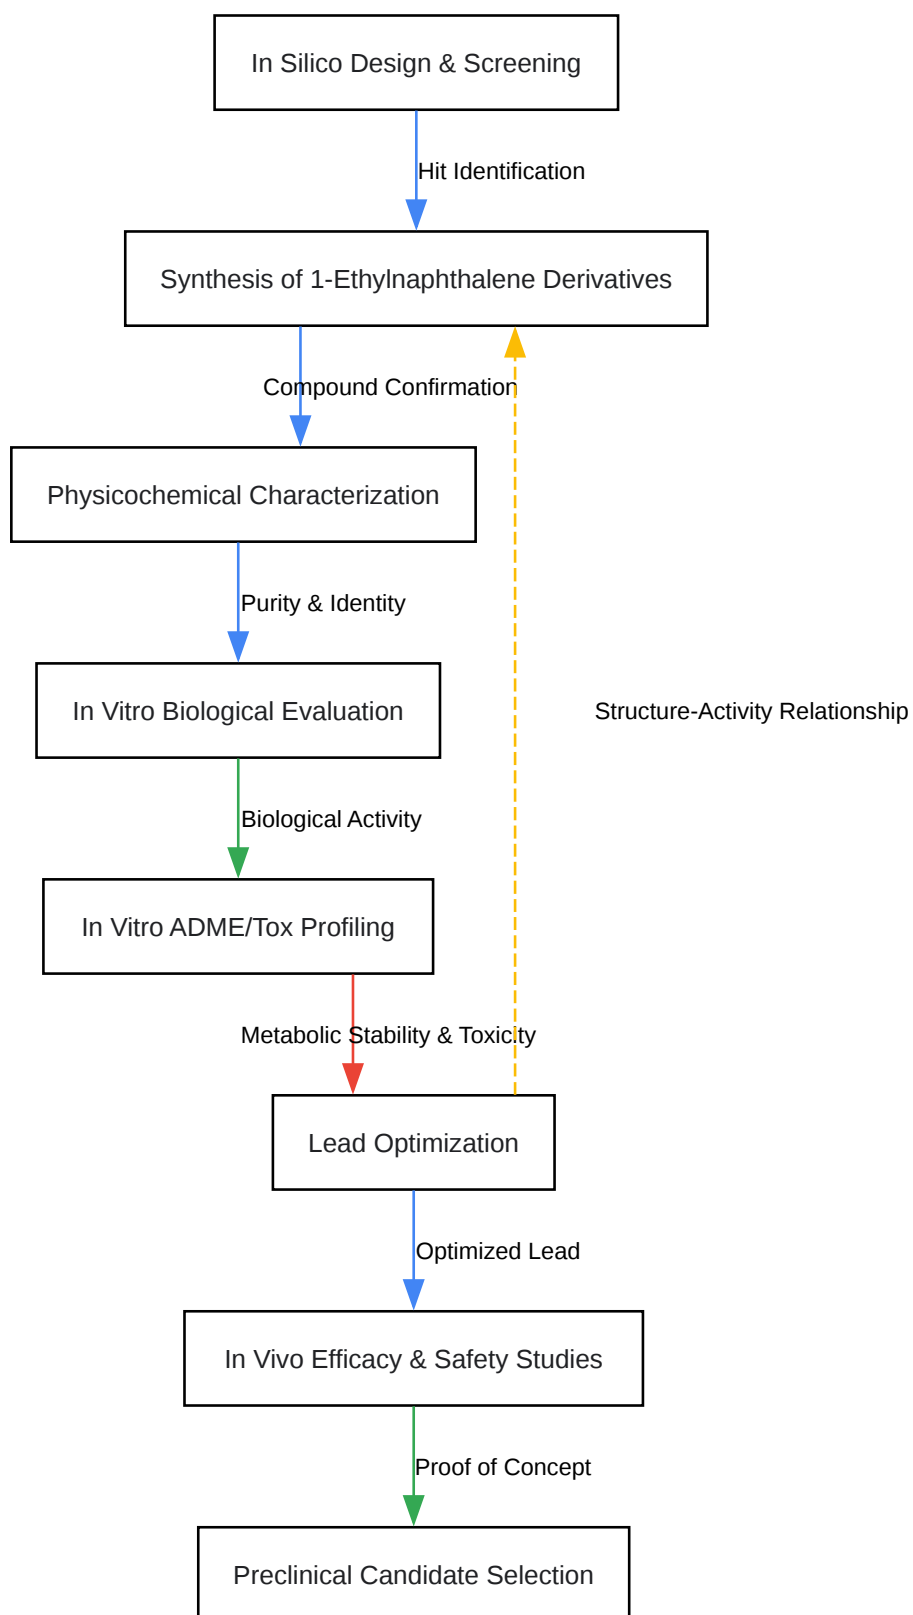 In Silico Design & Screening
Hit Identification
Synthesis of 1-Ethylnaphthalene Derivatives
Compound Confirmation
Physicochemical Characterization
Purity & Identity
In Vitro Biological Evaluation
Structure-Activity Relationship
Biological Activity
In Vitro ADME/Tox Profiling
Metabolic Stability & Toxicity
Lead Optimization
Optimized Lead
In Vivo Efficacy & Safety Studies
Proof of Concept
Preclinical Candidate Selection